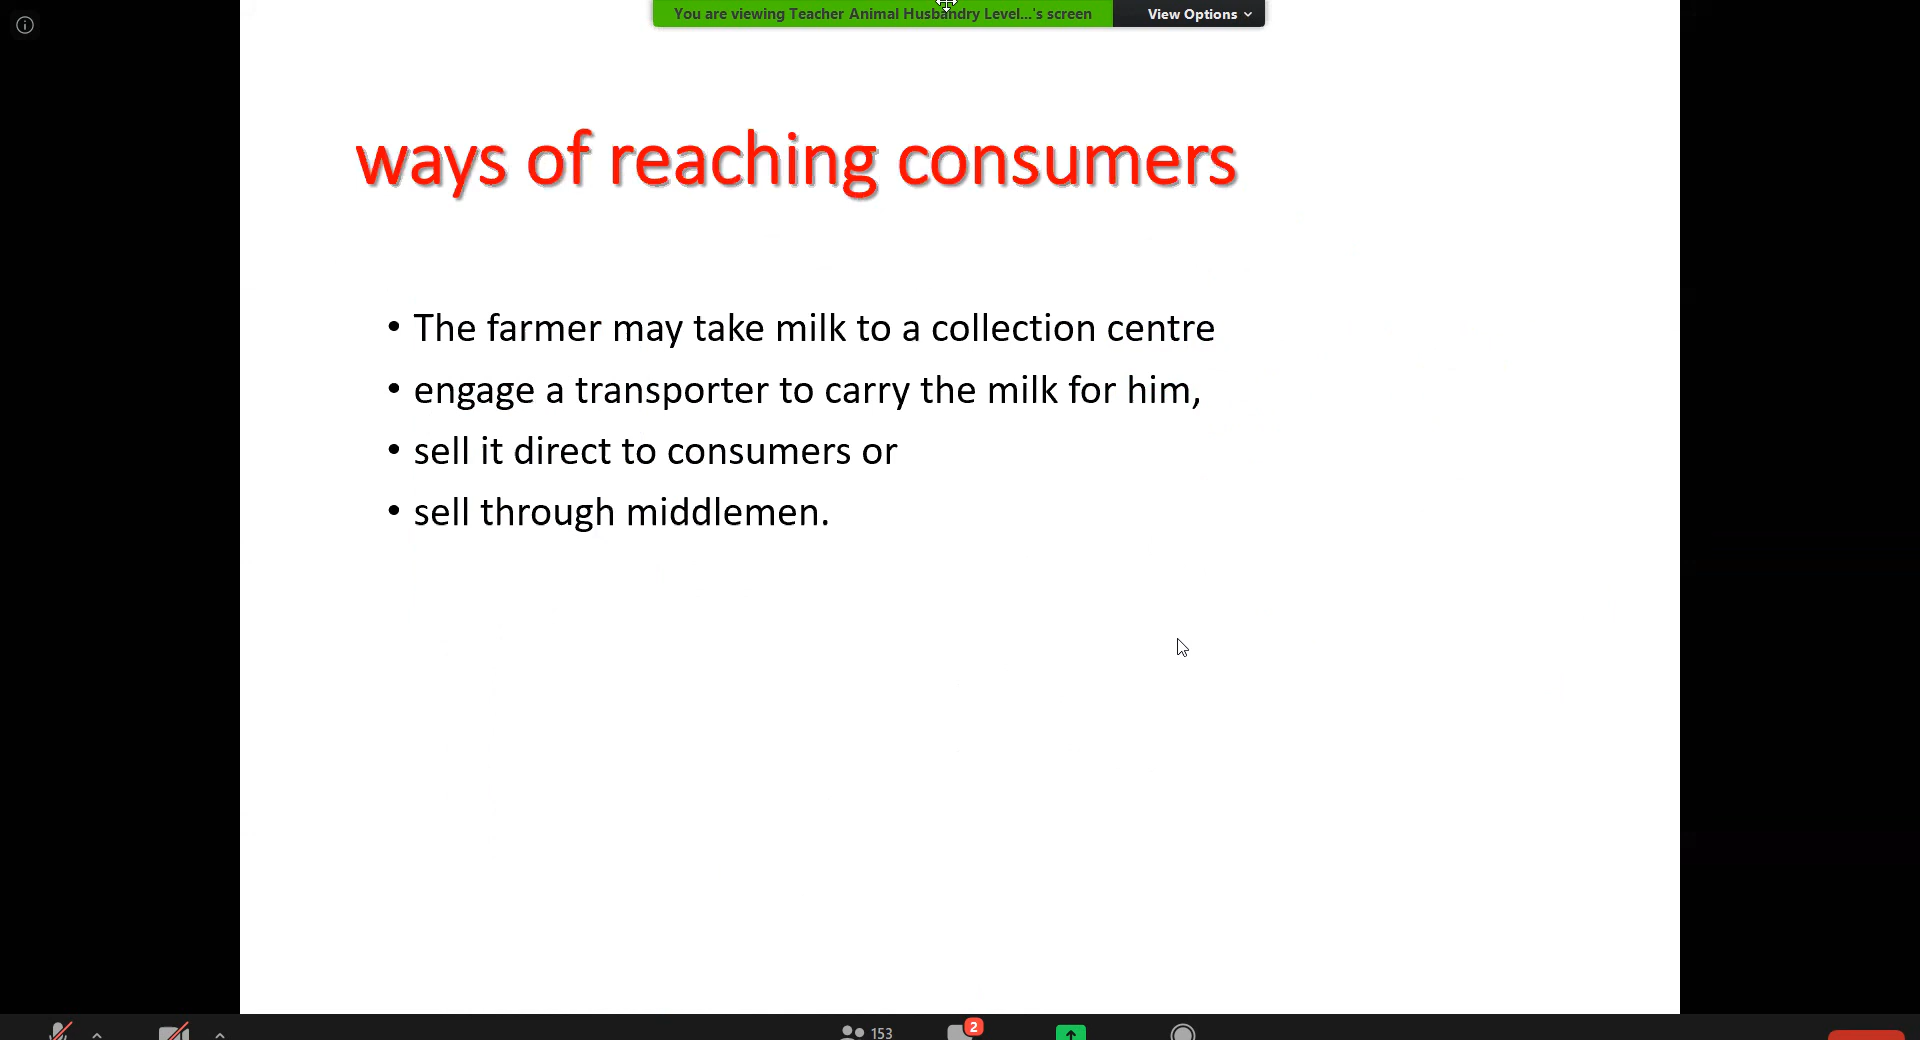 You are viewing Teacher Animal Husbandry Level...'s screen
View Options
ways of reaching consumers
• The farmer may take milk to a collection centre
• engage a transporter to carry the milk for him,
• sell it direct to consumers or
• sell through middlemen.
153
2